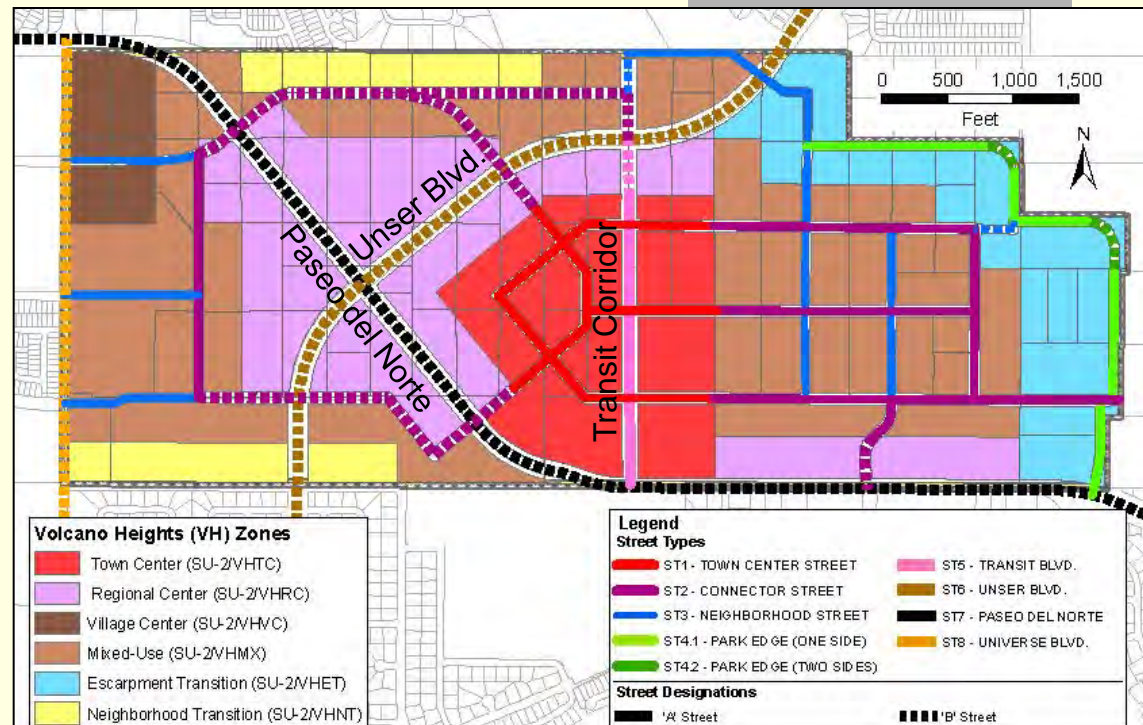 0 500 1,000 1,500
Feet
N
Unser Blvd.
Paseo del Norte
Transit Corridor
Volcano Heights (VH) Zones
Town Center (SU-2/VHTC)
Regional Center (SU-2/VHRC)
Village Center (SU-2/VHVC)
Mixed-Use (SU-2/VHMX)
Escarpment Transition (SU-2/VHET)
Neighborhood Transition (SU-2/VHNT)
Legend
Street Types
ST1 - TOWN CENTER STREET
ST2 - CONNECTOR STREET
ST3 - NEIGHBORHOOD STREET
ST4.1 - PARK EDGE (ONE SIDE)
ST4.2 - PARK EDGE (TWO SIDES)
ST5 - TRANSIT BLVD.
ST6 - UNSER BLVD.
ST7 - PASEO DEL NORTE
ST8 - UNIVERSE BLVD.
Street Designations
'A' Street
'B' Street